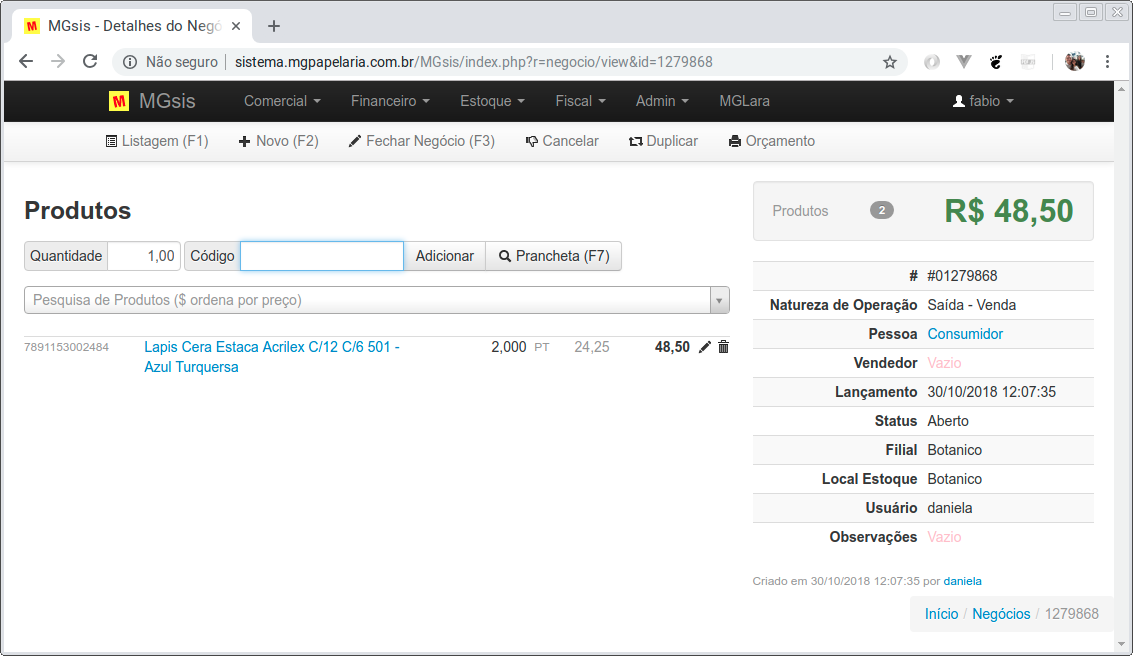 MGsis - Detalhes do Negó
Não seguro | sistema.mgpapelaria.com.br/MGsis/index.php?r=negocio/view&id=1279868
M MGsis Comercial Financeiro Estoque Fiscal Admin MGLara fabio
Listagem (F1) Novo (F2) Fechar Negócio (F3) Cancelar Duplicar Orçamento
Produtos
Quantidade 1,00 Código Adicionar Prancheta (F7)
Pesquisa de Produtos ($ ordena por preço)
7891153002484 Lapis Cera Estaca Acrilex C/12 C/6 501 - 2,000 PT 24,25 48,50
Azul Turquersa
Produtos 2 R$ 48,50
# #01279868
Natureza de Operação Saída - Venda
Pessoa Consumidor
Vendedor Vazio
Lançamento 30/10/2018 12:07:35
Status Aberto
Filial Botanico
Local Estoque Botanico
Usuário daniela
Observações Vazio
Criado em 30/10/2018 12:07:35 por daniela
Início / Negócios / 1279868